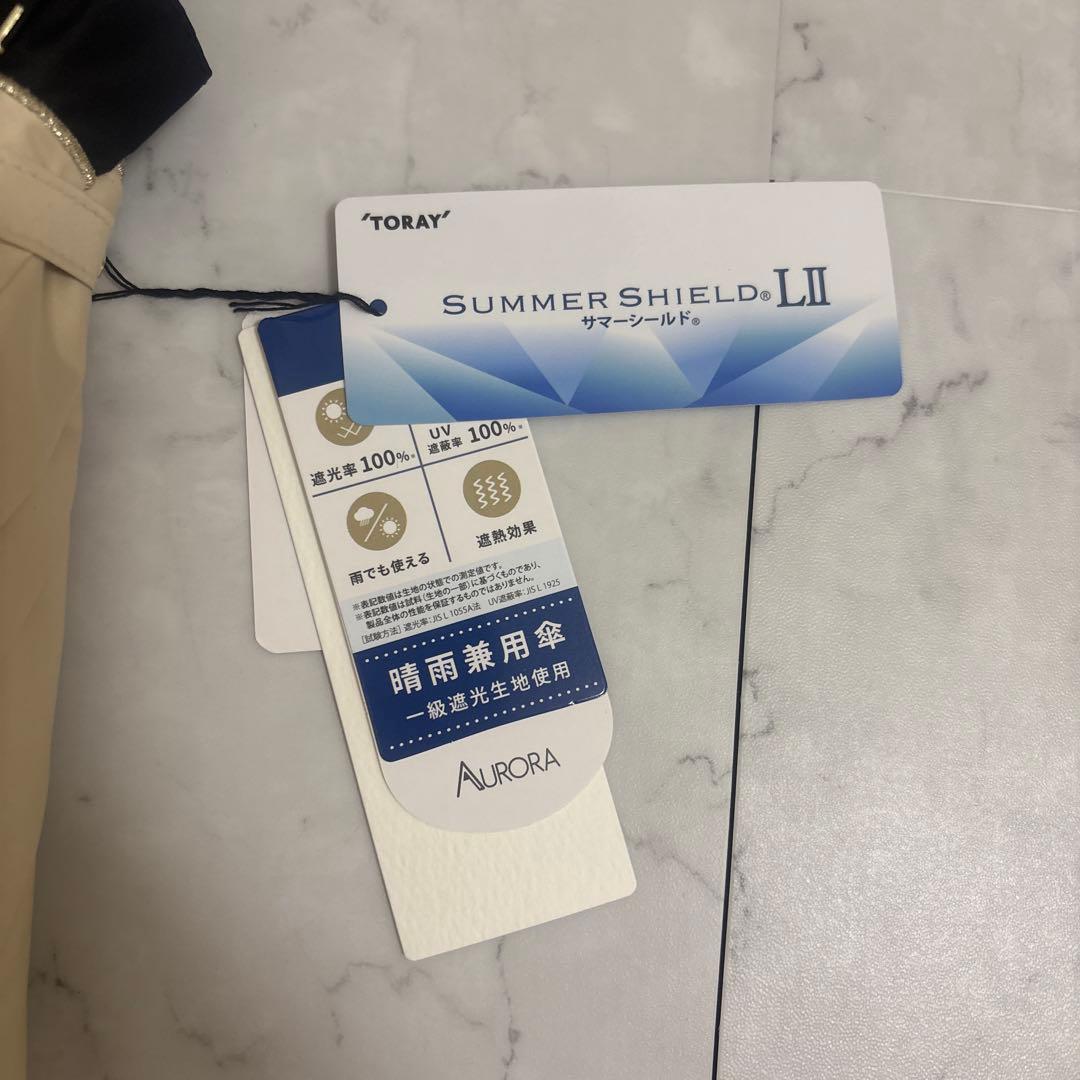 'TORAY'
SUMMER SHIELD® LII
サマーシールド®
遮光率 100%※
UV
遮蔽率 100%※
雨でも使える
遮熱効果
※表記数値は生地の状態での測定値です。
※表記数値は試料(生地の一部)に基づくものであり、
製品全体の性能を保証するものではありません。
[試験方法] 遮光率:JIS L 1055A法 UV遮蔽率:JIS L 1925
晴雨兼用傘
一級遮光生地使用
AURORA